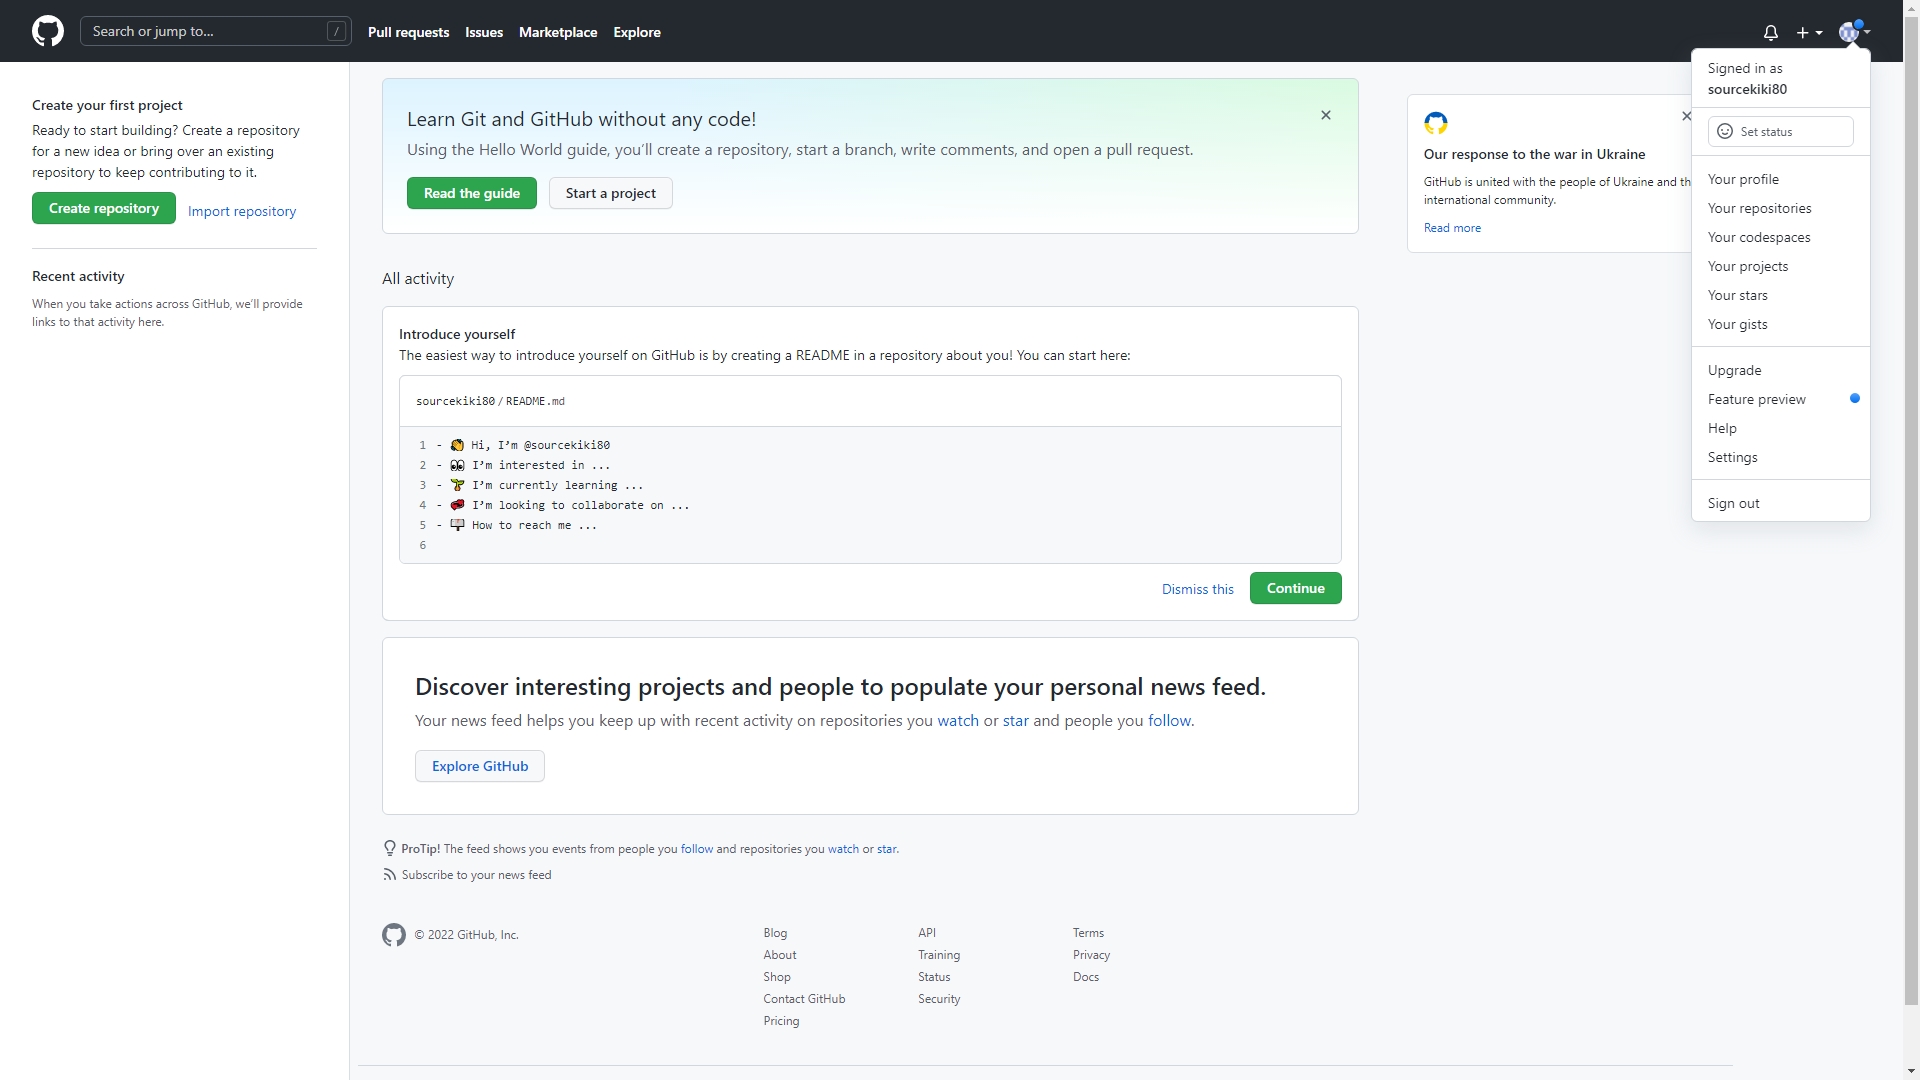 Search or jump to...
/
Pull requests
Issues
Marketplace
Explore
Create your first project
Ready to start building? Create a repository
for a new idea or bring over an existing
repository to keep contributing to it.
Create repository
Import repository
Recent activity
When you take actions across GitHub, we'll provide
links to that activity here.
Learn Git and GitHub without any code!
Using the Hello World guide, you'll create a repository, start a branch, write comments, and open a pull request.
Read the guide
Start a project
All activity
Introduce yourself
The easiest way to introduce yourself on GitHub is by creating a README in a repository about you! You can start here:
sourcekiki80 / README.md
1 - 👋 Hi, I'm @sourcekiki80
2 - 👀 I'm interested in ...
3 - 🌱 I'm currently learning ...
4 - 💞️ I'm looking to collaborate on ...
5 - 📫 How to reach me ...
6
Dismiss this
Continue
Discover interesting projects and people to populate your personal news feed.
Your news feed helps you keep up with recent activity on repositories you watch or star and people you follow.
Explore GitHub
ProTip! The feed shows you events from people you follow and repositories you watch or star.
Subscribe to your news feed
Our response to the war in Ukraine
GitHub is united with the people of Ukraine and th
international community.
Read more
Signed in as
sourcekiki80
Set status
Your profile
Your repositories
Your codespaces
Your projects
Your stars
Your gists
Upgrade
Feature preview
Help
Settings
Sign out
© 2022 GitHub, Inc.
Blog
About
Shop
Contact GitHub
Pricing
API
Training
Status
Security
Terms
Privacy
Docs